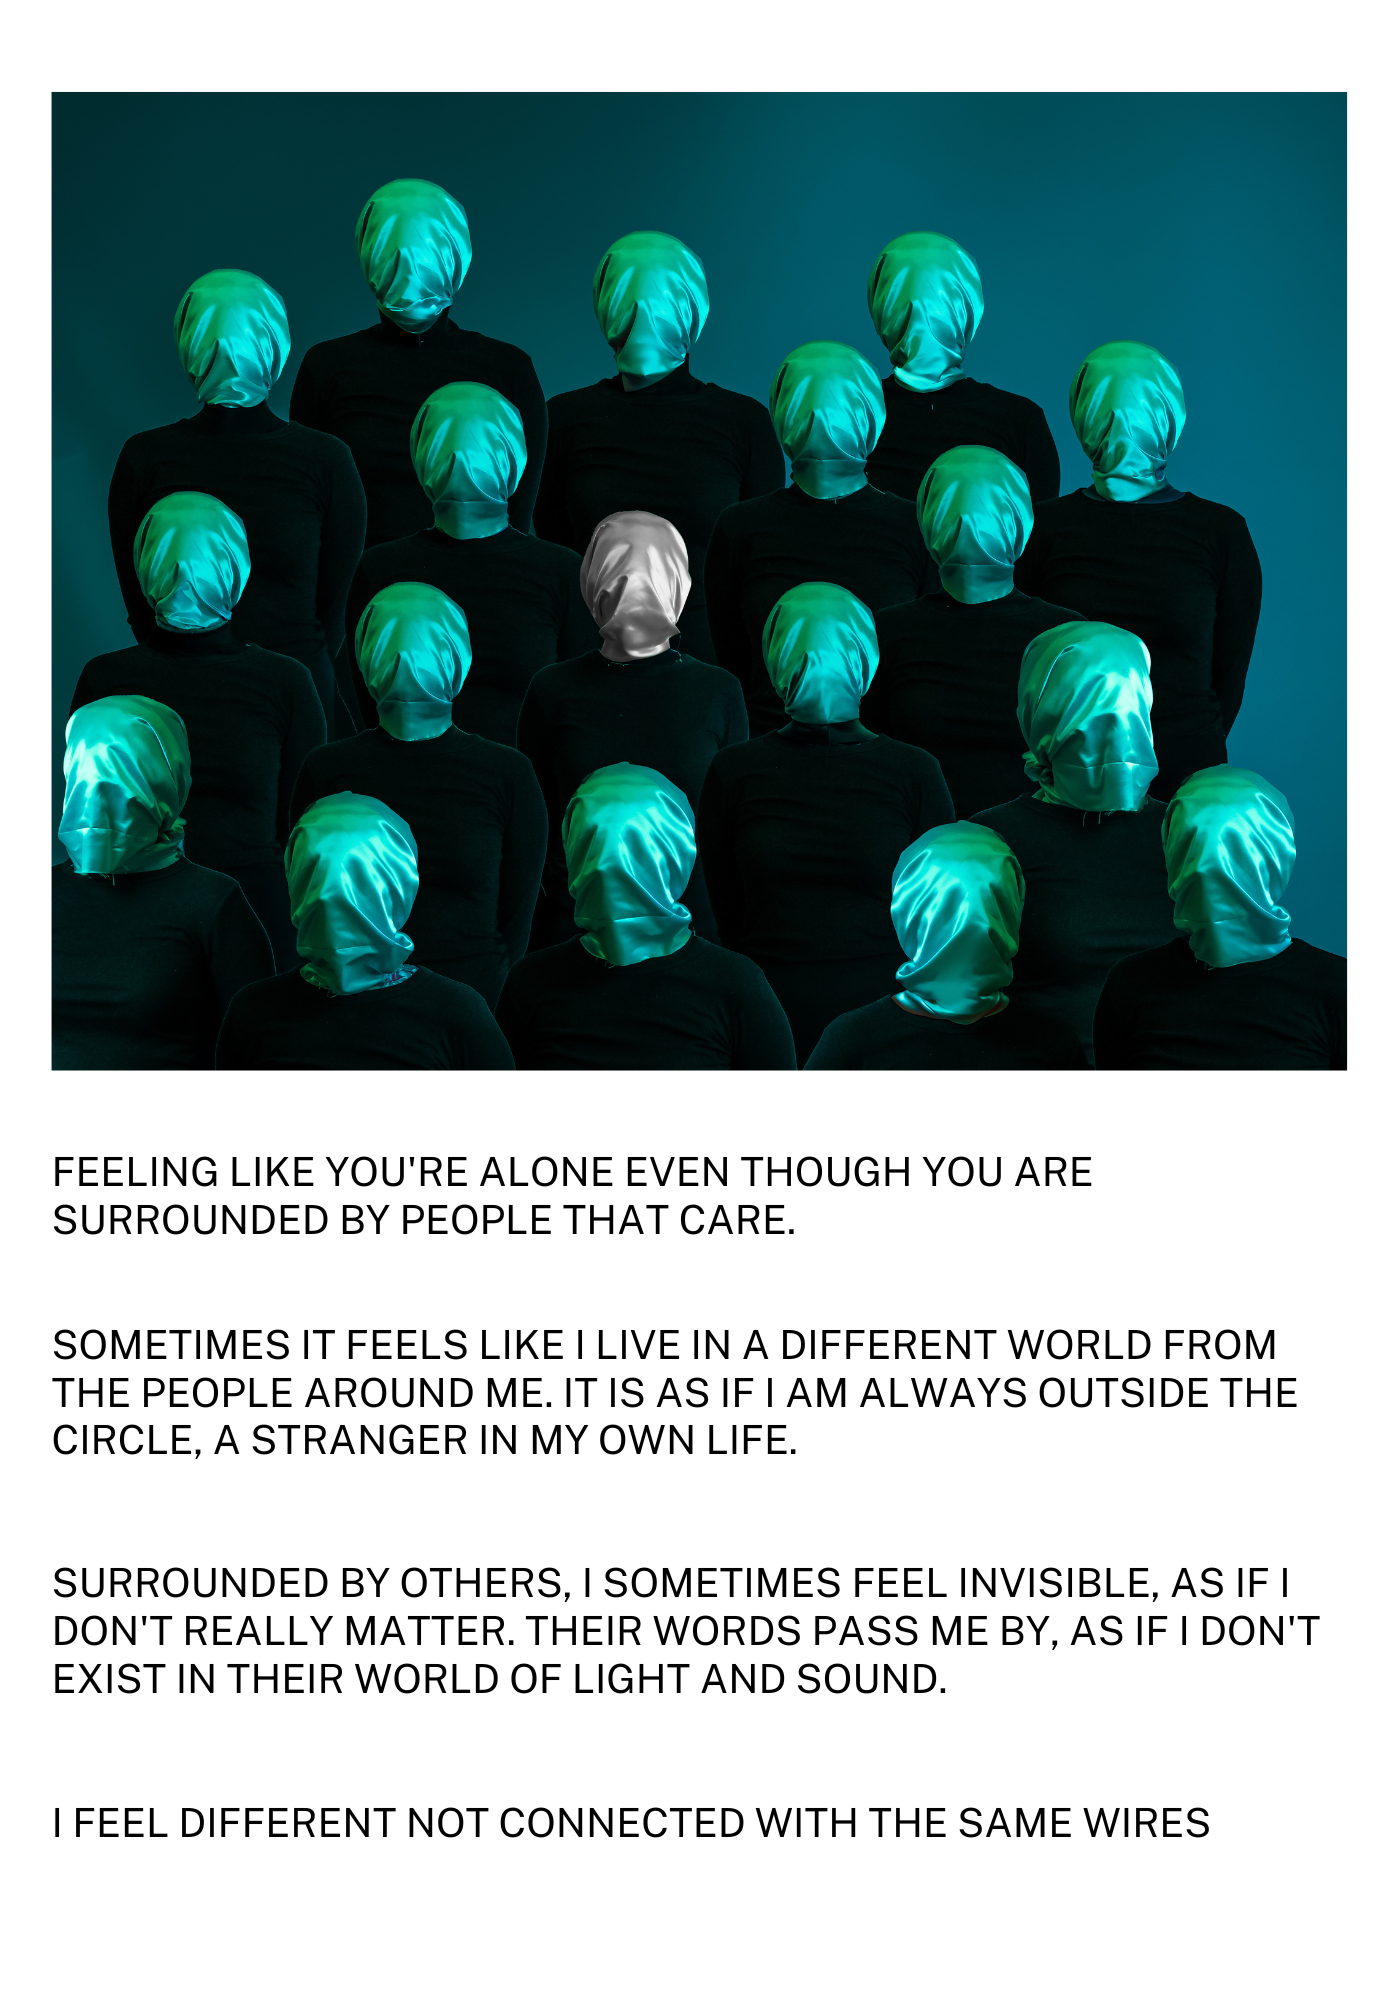 FEELING LIKE YOU'RE ALONE EVEN THOUGH YOU ARE
SURROUNDED BY PEOPLE THAT CARE.
SOMETIMES IT FEELS LIKE I LIVE IN A DIFFERENT WORLD FROM
THE PEOPLE AROUND ME. IT IS AS IF I AM ALWAYS OUTSIDE THE
CIRCLE, A STRANGER IN MY OWN LIFE.
SURROUNDED BY OTHERS, I SOMETIMES FEEL INVISIBLE, AS IF I
DON'T REALLY MATTER. THEIR WORDS PASS ME BY, AS IF I DON'T
EXIST IN THEIR WORLD OF LIGHT AND SOUND.
I FEEL DIFFERENT NOT CONNECTED WITH THE SAME WIRES